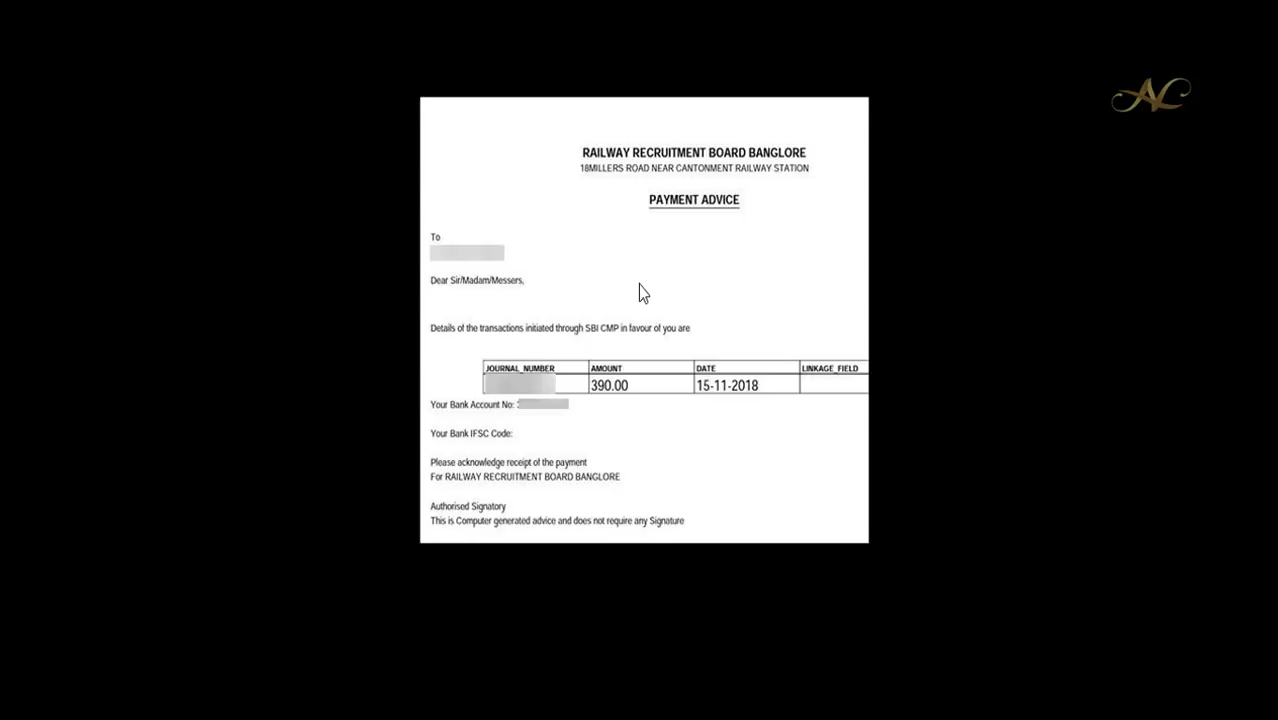 AC
RAILWAY RECRUITMENT BOARD BANGLORE
18MILLERS ROAD NEAR CANTONMENT RAILWAY STATION
PAYMENT ADVICE
To
Dear Sir/Madam/Messers,
Details of the transactions initiated through SBI CMP in favour of you are
JOURNAL_NUMBER AMOUNT DATE LINKAGE_FIELD
390.00 15-11-2018
Your Bank Account No:
Your Bank IFSC Code:
Please acknowledge receipt of the payment
For RAILWAY RECRUITMENT BOARD BANGLORE
Authorised Signatory
This is Computer generated advice and does not require any Signature